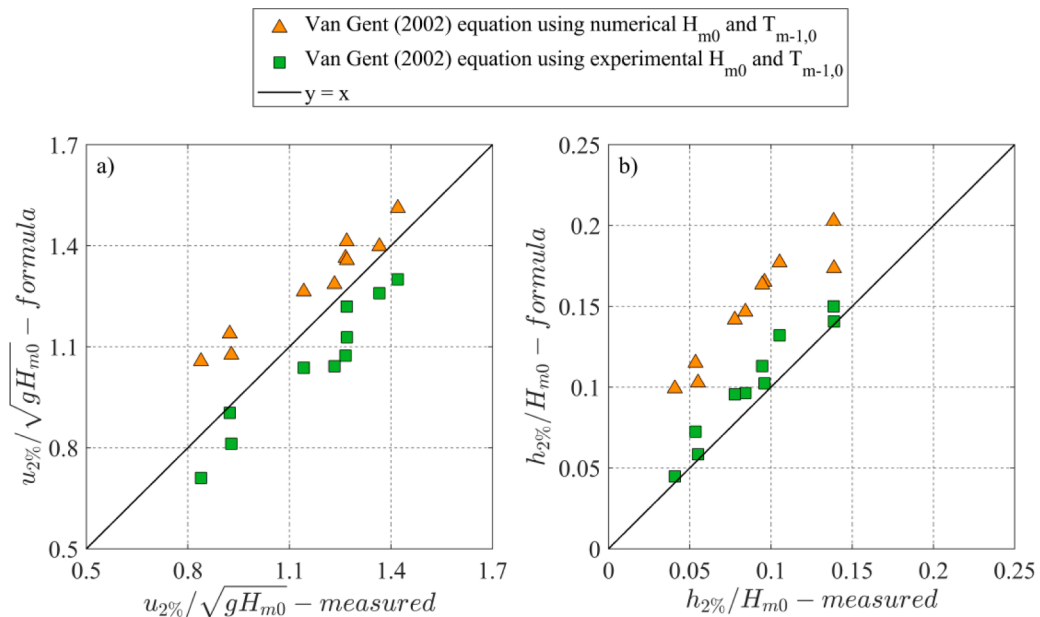 Van Gent (2002) equation using numerical Hm0 and Tm-1,0
Van Gent (2002) equation using experimental Hm0 and Tm-1,0
y = x
a)
1.7
1.4
1.1
0.8
0.5
0.5 0.8 1.1 1.4 1.7
u2%/√gHm0 − formula
u2%/√gHm0 − measured
b)
0.25
0.2
0.15
0.1
0.05
0
0 0.05 0.1 0.15 0.2 0.25
h2%/Hm0 − formula
h2%/Hm0 − measured